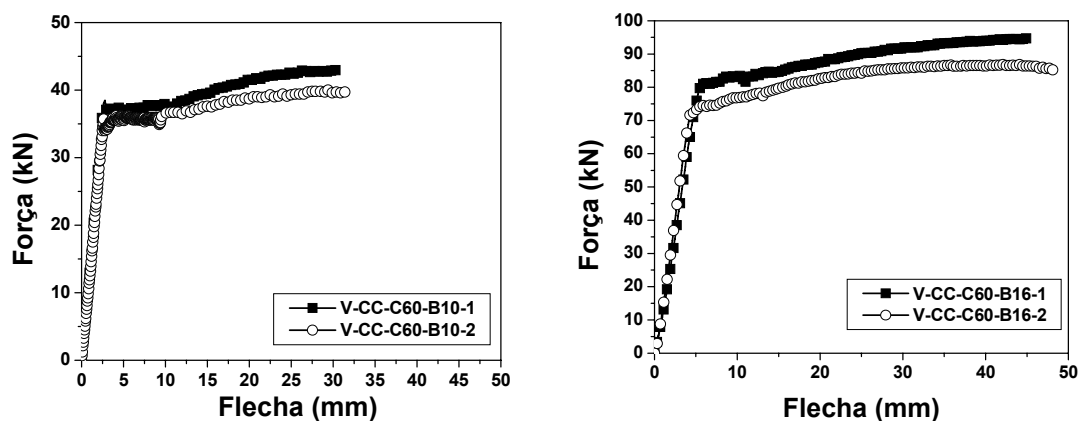 50
40
30
20
10
0
Força (kN)
0 5 10 15 20 25 30 35 40 45 50
Flecha (mm)
V-CC-C60-B10-1
V-CC-C60-B10-2
100
90
80
70
60
50
40
30
20
10
0
Força (kN)
0 10 20 30 40 50
Flecha (mm)
V-CC-C60-B16-1
V-CC-C60-B16-2